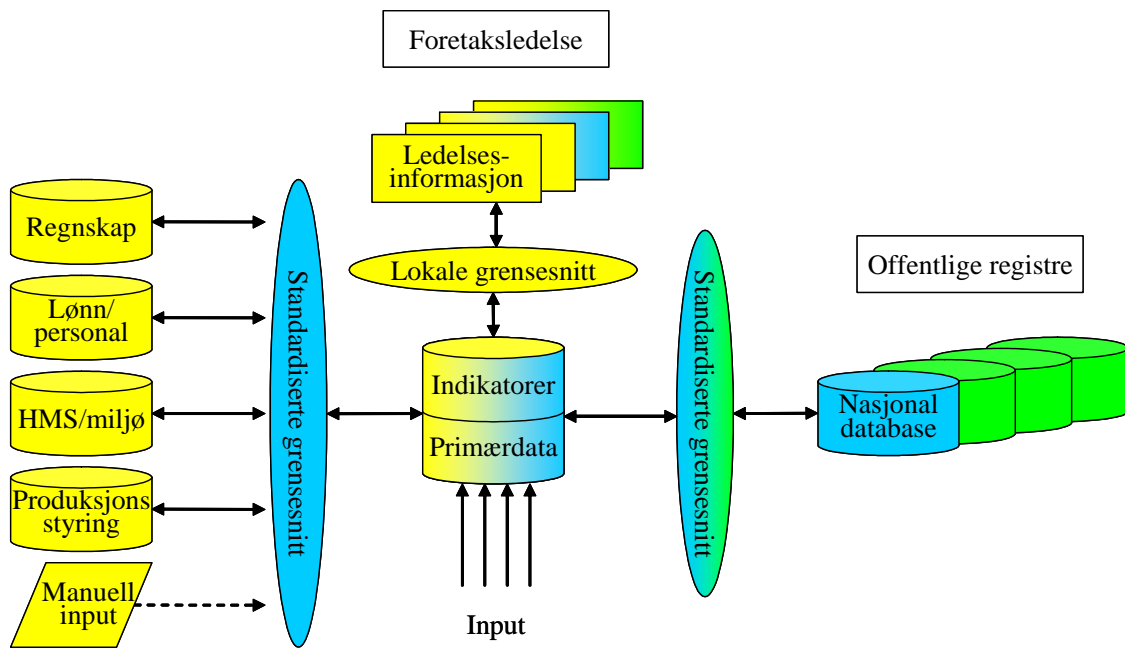 Foretaksledelse
Ledelses-
informasjon
Regnskap
Lønn/
personal
HMS/miljø
Produksjons
styring
Manuell
input
Standardiserte grensesnitt
Lokale grensesnitt
Indikatorer
Primærdata
Input
Standardiserte grensesnitt
Offentlige registre
Nasjonal
database